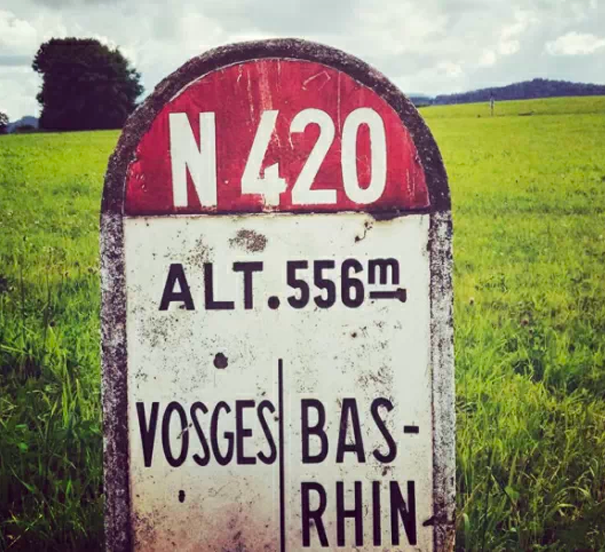 N 420
ALT. 556m
VOSGES | BAS-
RHIN